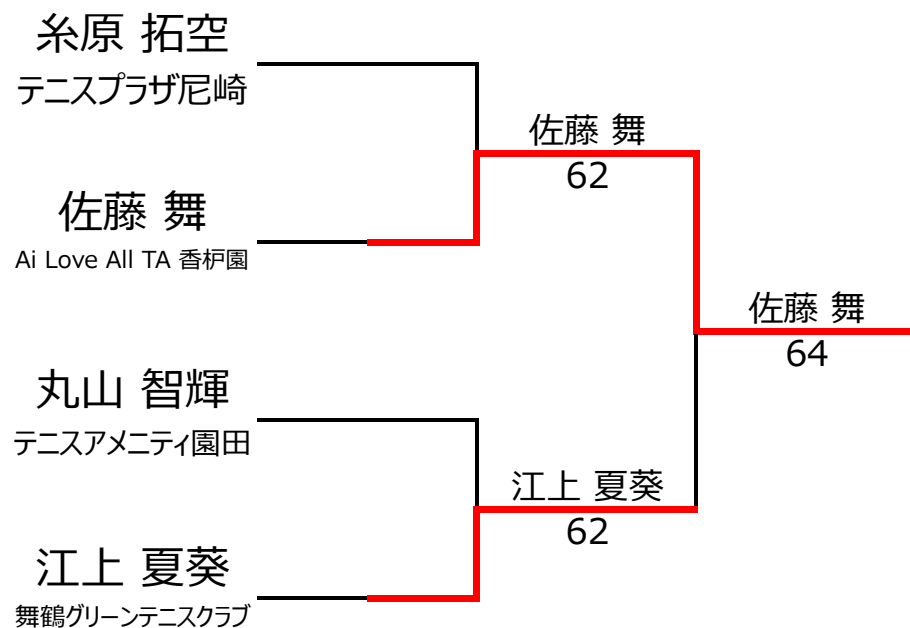 糸原 拓空
テニスプラザ尼崎
佐藤 舞
62
佐藤 舞
Ai Love All TA 香枦園
佐藤 舞
64
丸山 智輝
テニスアメニティ園田
江上 夏葵
62
江上 夏葵
舞鶴グリーンテニスクラブ